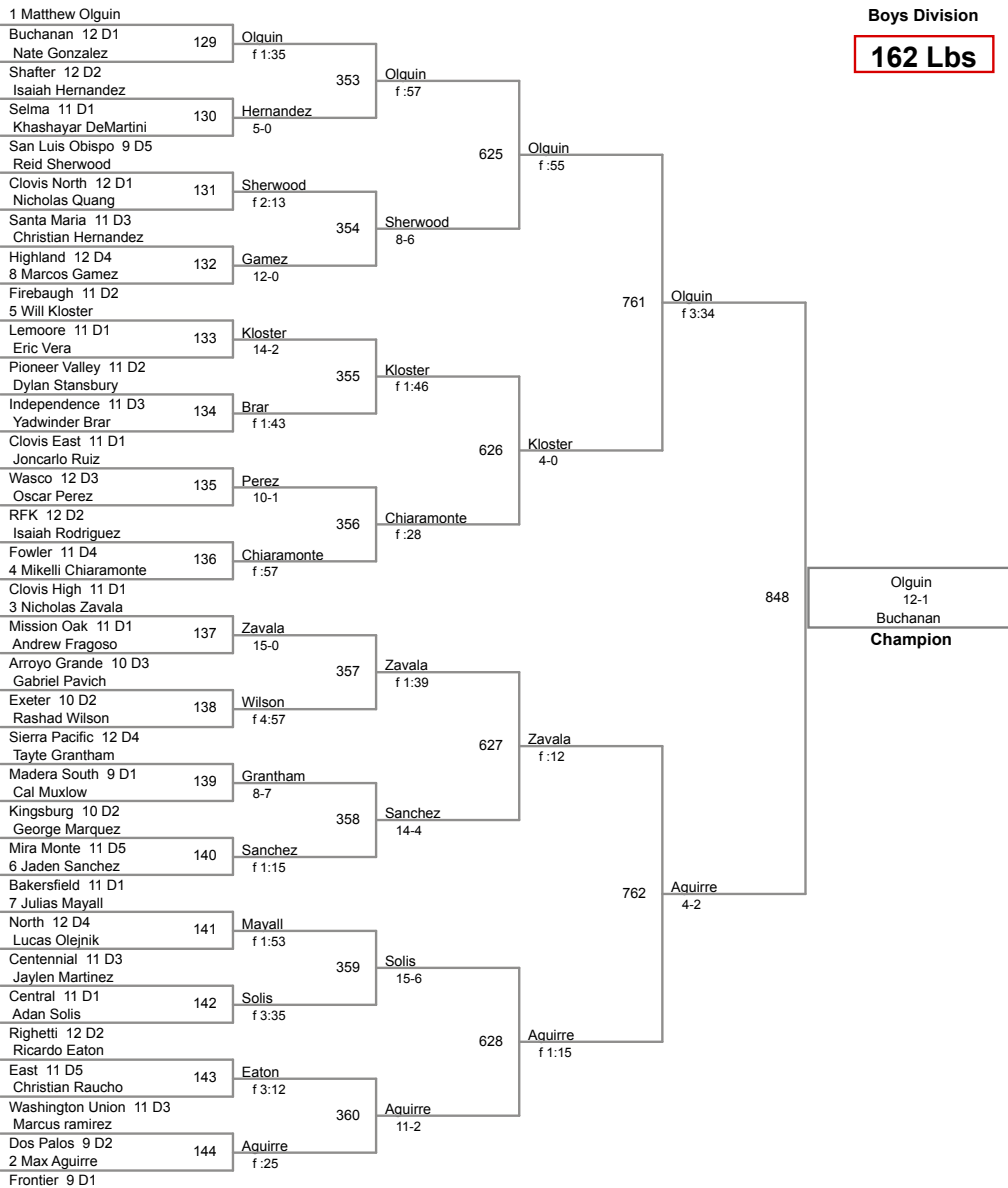 Boys Division
162 Lbs
1 Matthew Olguin
Buchanan 12 D1
Nate Gonzalez
Shafter 12 D2
Isaiah Hernandez
Selma 11 D1
Khashayar DeMartini
San Luis Obispo 9 D5
Reid Sherwood
Clovis North 12 D1
Nicholas Quang
Santa Maria 11 D3
Christian Hernandez
Highland 12 D4
8 Marcos Gamez
Firebaugh 11 D2
5 Will Kloster
Lemoore 11 D1
Eric Vera
Pioneer Valley 11 D2
Dylan Stansbury
Independence 11 D3
Yadwinder Brar
Clovis East 11 D1
Joncarlo Ruiz
Wasco 12 D3
Oscar Perez
RFK 12 D2
Isaiah Rodriguez
Fowler 11 D4
4 Mikelli Chiaramonte
Clovis High 11 D1
3 Nicholas Zavala
Mission Oak 11 D1
Andrew Fragoso
Arroyo Grande 10 D3
Gabriel Pavich
Exeter 10 D2
Rashad Wilson
Sierra Pacific 12 D4
Tayte Grantham
Madera South 9 D1
Cal Muxlow
Kingsburg 10 D2
George Marquez
Mira Monte 11 D5
6 Jaden Sanchez
Bakersfield 11 D1
7 Julias Mayall
North 12 D4
Lucas Olejnik
Centennial 11 D3
Jaylen Martinez
Central 11 D1
Adan Solis
Righetti 12 D2
Ricardo Eaton
East 11 D5
Christian Raucho
Washington Union 11 D3
Marcus ramirez
Dos Palos 9 D2
2 Max Aguirre
Frontier 9 D1
129
130
131
132
133
134
135
136
137
138
139
140
141
142
143
144
Olguin
f 1:35
Hernandez
5-0
Sherwood
f 2:13
Gamez
12-0
Kloster
14-2
Brar
f 1:43
Perez
10-1
Chiaramonte
f :57
Zavala
15-0
Wilson
f 4:57
Grantham
8-7
Sanchez
f 1:15
Mayall
f 1:53
Solis
f 3:35
Eaton
f 3:12
Aguirre
f :25
353
354
355
356
357
358
359
360
Olguin
f :57
Sherwood
8-6
Kloster
f 1:46
Chiaramonte
f :28
Zavala
f 1:39
Sanchez
14-4
Solis
15-6
Aguirre
11-2
625
626
627
628
Olguin
f :55
Kloster
4-0
Zavala
f :12
Aguirre
f 1:15
761
762
Olguin
f 3:34
Aguirre
4-2
848
Olguin
12-1
Buchanan
Champion